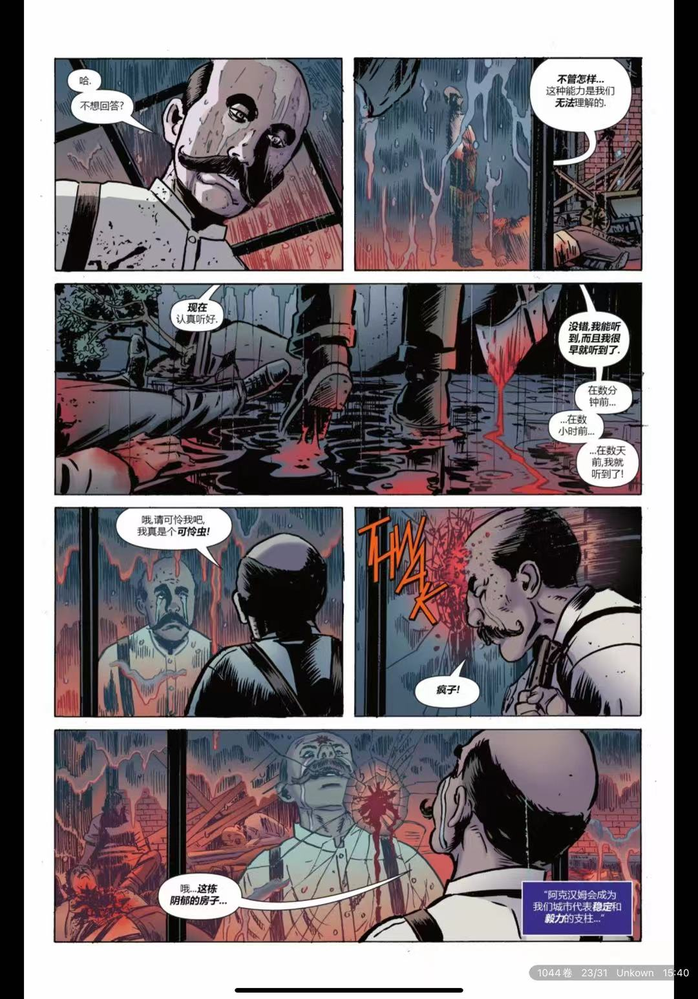 哈.
不想回答?
不管怎样...
这种能力是我们
无法理解的.
现在
认真听好.
没错,我能听
到,而且我很
早就听到了.
在数分
钟前...
...在数
小时前...
...在数天
前,我就
听到了!
哦,请可怜我吧,
我真是个可怜虫!
THWAK
疯子!
哦...这栋
阴郁的房子...
“阿克汉姆会成为
我们城市代表稳定和
毅力的支柱...“
1044卷 23/31 Unkown 15:40